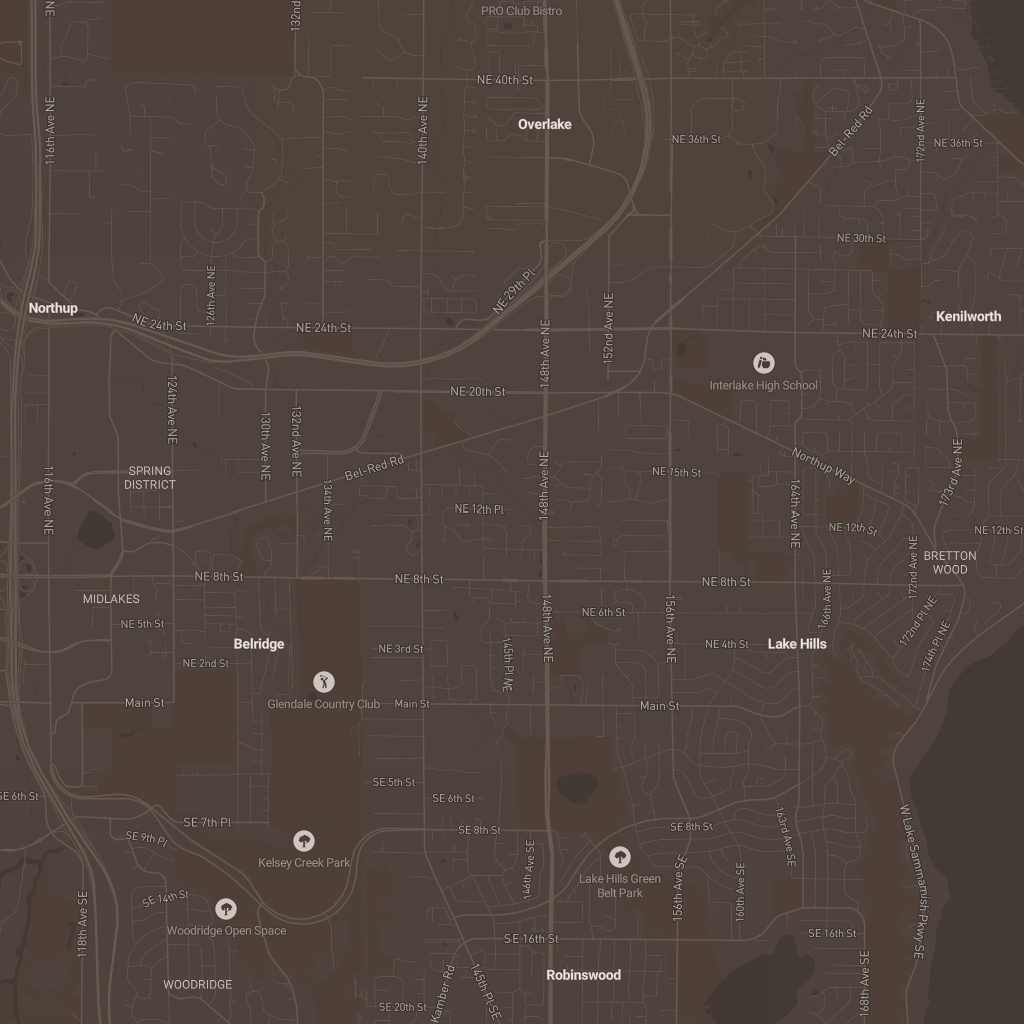 PRO Club Bistro
NE
132nd
NE 40th St
116th Ave NE
140th Ave NE
Overlake
NE 36th St
Bel-Red Rd
172nd Ave NE
NE 36th St
NE 30th St
126th Ave NE
NE 29th Pl
Northup
NE 24th St
NE 24th St
148th Ave NE
152nd Ave NE
Kenilworth
NE 24th St
Interlake High School
NE 20th St
124th Ave NE
130th Ave NE
132nd Ave NE
Bel-Red Rd
SPRING
DISTRICT
116th Ave NE
134th Ave NE
148th Ave NE
NE 15th St
Northup Way
164th Ave NE
173rd Ave NE
NE 12th Pl
NE 12th St
NE 12th St
BRETTON
WOOD
172nd Ave NE
NE 8th St
NE 8th St
NE 8th St
MIDLAKES
NE 5th St
NE 6th St
148th Ave NE
156th Ave NE
166th Ave NE
172nd Pl NE
174th Pl NE
Belridge
NE 2nd St
NE 3rd St
145th Pl NE
NE 4th St
Lake Hills
Glendale Country Club
Main St
Main St
Main St
SE 6th St
SE 5th St
SE 6th St
SE 7th Pl
SE 9th Pl
SE 8th St
SE 8th St
163rd Ave SE
W Lake Sammamish Pkwy SE
Kelsey Creek Park
146th Ave SE
Lake Hills Green
Belt Park
156th Ave SE
160th Ave SE
SE 14th St
118th Ave SE
Woodridge Open Space
SE 16th St
SE 16th St
WOODRIDGE
Robinswood
Kamber Rd
145th Pl SE
168th Ave SE
SE 20th St